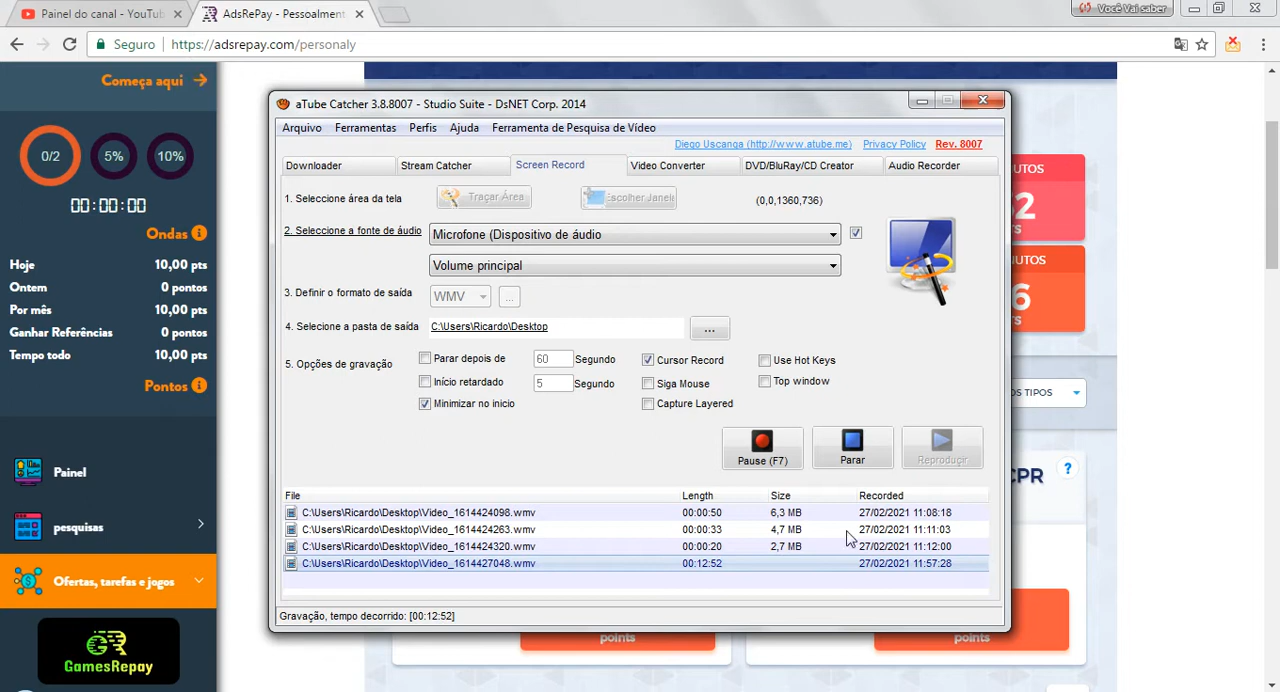 Painel do canal - YouTube
AdsRePay - Pessoalment
Você Vai saber
Seguro
https://adsrepay.com/personaly
Começa aqui
0/2
5%
10%
00:00:00
Ondas
Hoje 10,00 pts
Ontem 0 pontos
Por mês 10,00 pts
Ganhar Referências 0 pontos
Tempo todo 10,00 pts
Pontos
Painel
pesquisas
Ofertas, tarefas e jogos
GamesRepay
aTube Catcher 3.8.8007 - Studio Suite - DsNET Corp. 2014
Arquivo Ferramentas Perfis Ajuda Ferramenta de Pesquisa de Vídeo
Diego Uscanga (http://www.atube.me) Privacy Policy Rev. 8007
Downloader Stream Catcher Screen Record Video Converter DVD/BluRay/CD Creator Audio Recorder
1. Seleccione área da tela Traçar Área Escolher Janela (0,0,1360,736)
2. Seleccione a fonte de áudio Microfone (Dispositivo de áudio
Volume principal
3. Definir o formato de saída WMV ...
4. Selecione a pasta de saída C:\Users\Ricardo\Desktop ...
5. Opções de gravação
Parar depois de 60 Segundo Cursor Record Use Hot Keys
Início retardado 5 Segundo Siga Mouse Top window
Minimizar no inicio Capture Layered
Pause (F7) Parar Reproduçir
File Length Size Recorded
C:\Users\Ricardo\Desktop\Video_1614424098.wmv 00:00:50 6,3 MB 27/02/2021 11:08:18
C:\Users\Ricardo\Desktop\Video_1614424263.wmv 00:00:33 4,7 MB 27/02/2021 11:11:03
C:\Users\Ricardo\Desktop\Video_1614424320.wmv 00:00:20 2,7 MB 27/02/2021 11:12:00
C:\Users\Ricardo\Desktop\Video_1614427048.wmv 00:12:52 27/02/2021 11:57:28
Gravação, tempo decorrido: [00:12:52]
UTOS
2
TS
NUTOS
6
TS
OS TIPOS
CPR
?
points
points